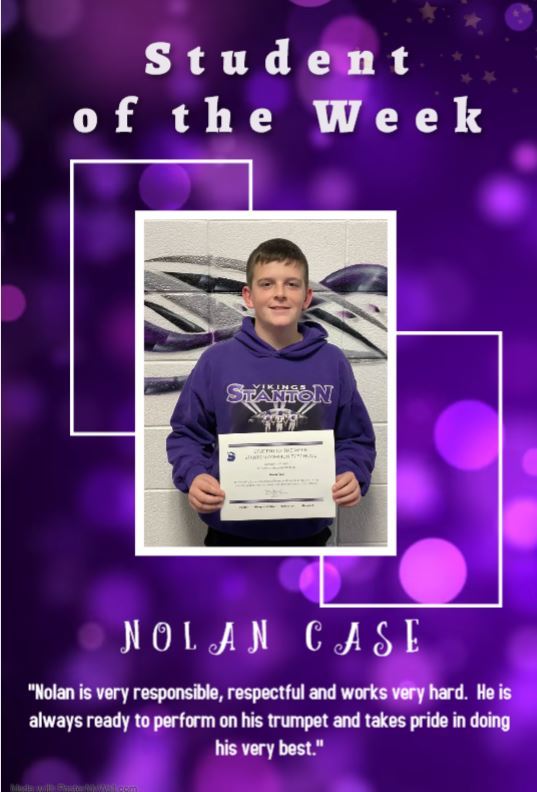 Student
of the Week
VIKINGS
STANTON
NOLAN CASE
"Nolan is very responsible, respectful and works very hard. He is
always ready to perform on his trumpet and takes pride in doing
his very best."
Made with PosterMyWall.com